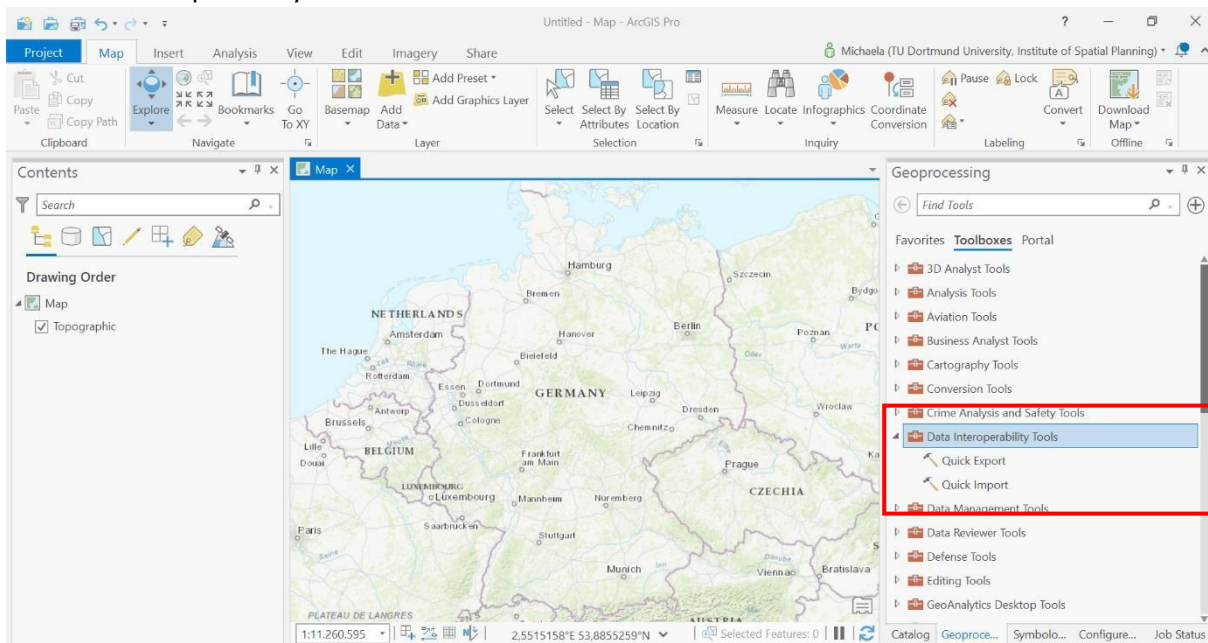 Untitled - Map - ArcGIS Pro
?
Project Map Insert Analysis View Edit Imagery Share
Michaela (TU Dortmund University, Institute of Spatial Planning)
Paste
Cut
Copy
Copy Path
Clipboard
Explore
Bookmarks
Go To XY
Navigate
Basemap
Add Data
Add Preset
Add Graphics Layer
Layer
Select
Select By Attributes
Select By Location
Selection
Measure
Locate
Infographics
Coordinate Conversion
Inquiry
Pause
Lock
Convert
Labeling
Download Map
Offline
Contents
Search
Drawing Order
Map
Topographic
Map
Hamburg
Szczecin
Bremen
Bydgo
NETHERLANDS
Amsterdam
Hanover
Berlin
Poznan
Warta
The Hague
Bielefeld
Oder
Rotterdam
Essen
Dortmund
GERMANY
Leipzig
Antwerp
Dusseldorf
Dresden
Wroclaw
Brussels
Cologne
Chemnitz
Lille
BELGIUM
Frankfurt am Main
Douai
Prague
LUXEMBOURG
Luxembourg
Mannheim
Nuremberg
CZECHIA
Saarbrucken
Paris
Stuttgart
Danube
Munich
Vienna
Bratislava
PLATEAU DE LANGRES
AUSTRIA
1:11.260.595
2,5515158°E 53,8855259°N
Selected Features: 0
Geoprocessing
Find Tools
Favorites Toolboxes Portal
3D Analyst Tools
Analysis Tools
Aviation Tools
Business Analyst Tools
Cartography Tools
Conversion Tools
Crime Analysis and Safety Tools
Data Interoperability Tools
Quick Export
Quick Import
Data Management Tools
Data Reviewer Tools
Defense Tools
Editing Tools
GeoAnalytics Desktop Tools
Catalog Geoproce... Symbolo... Configure... Job Status